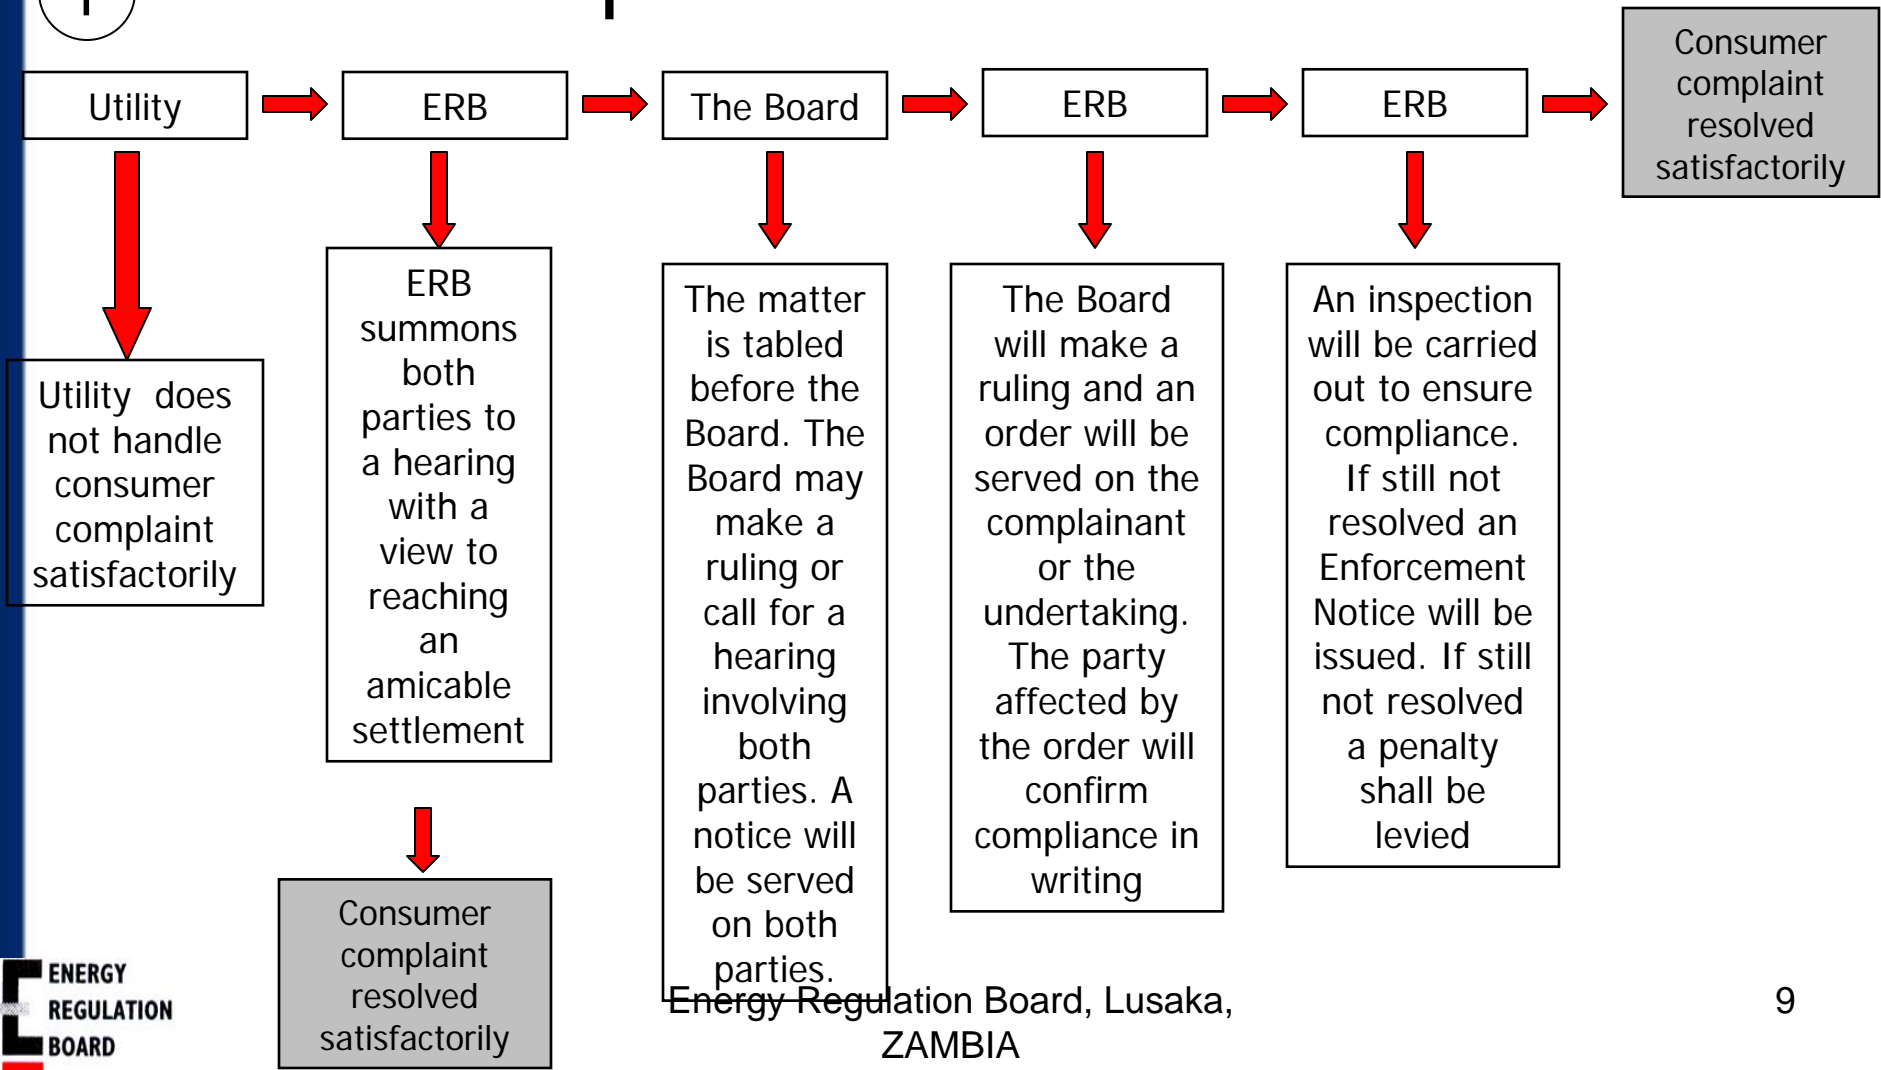 Utility
ERB
The Board
ERB
ERB
Consumer
complaint
resolved
satisfactorily
Utility does
not handle
consumer
complaint
satisfactorily
ERB
summons
both
parties to
a hearing
with a
view to
reaching
an
amicable
settlement
The matter
is tabled
before the
Board. The
Board may
make a
ruling or
call for a
hearing
involving
both
parties. A
notice will
be served
on both
parties.
The Board
will make a
ruling and an
order will be
served on the
complainant
or the
undertaking.
The party
affected by
the order will
confirm
compliance in
writing
An inspection
will be carried
out to ensure
compliance.
If still not
resolved an
Enforcement
Notice will be
issued. If still
not resolved
a penalty
shall be
levied
Consumer
complaint
resolved
satisfactorily
ENERGY
REGULATION
BOARD
Energy Regulation Board, Lusaka,
ZAMBIA
9